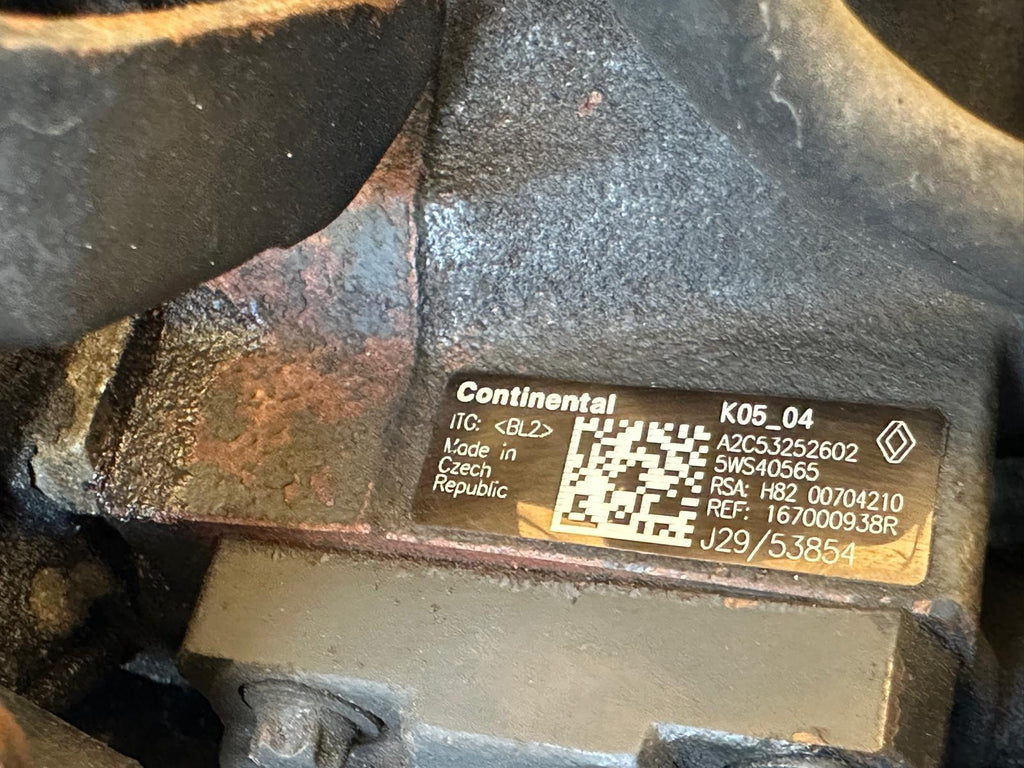 Continental
ITC: <BL2>
Made in
Czech
Republic
K05_04
A2C53252602
5WS40565
RSA: H82 00704210
REF: 167000938R
J29/53854